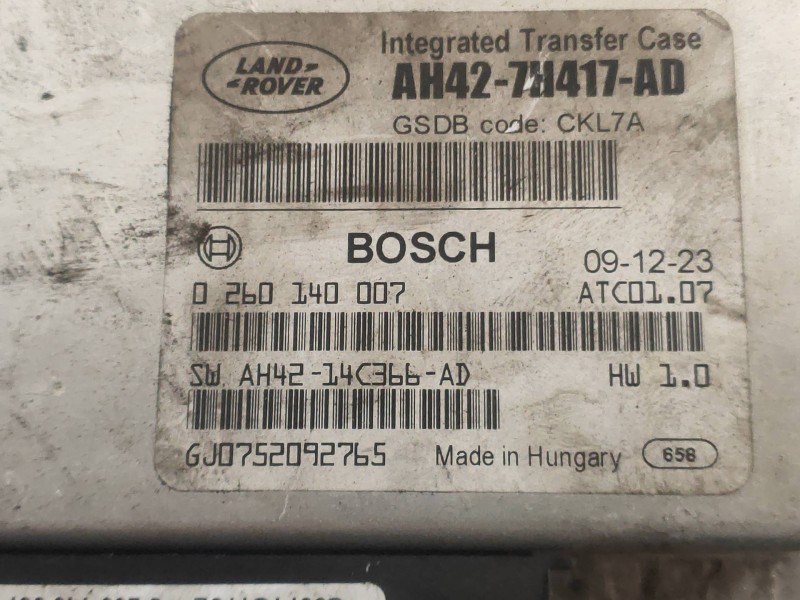 LAND-
-ROVER
Integrated Transfer Case
AH42-7H417-AD
GSDB code: CKL7A
BOSCH
09-12-23
0 260 140 007
ATC01.07
SW AH42-14C366-AD
HW 1.0
GJ0752092765
Made in Hungary
658